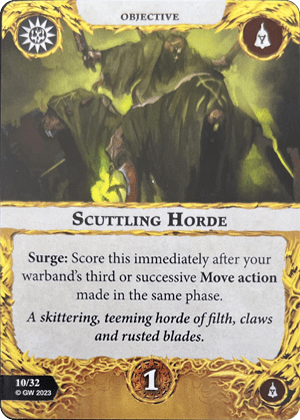 OBJECTIVE
SCUTTLING HORDE
Surge: Score this immediately after your
warband's third or successive Move action
made in the same phase.
A skittering, teeming horde of filth, claws
and rusted blades.
10/32
© GW 2023
1